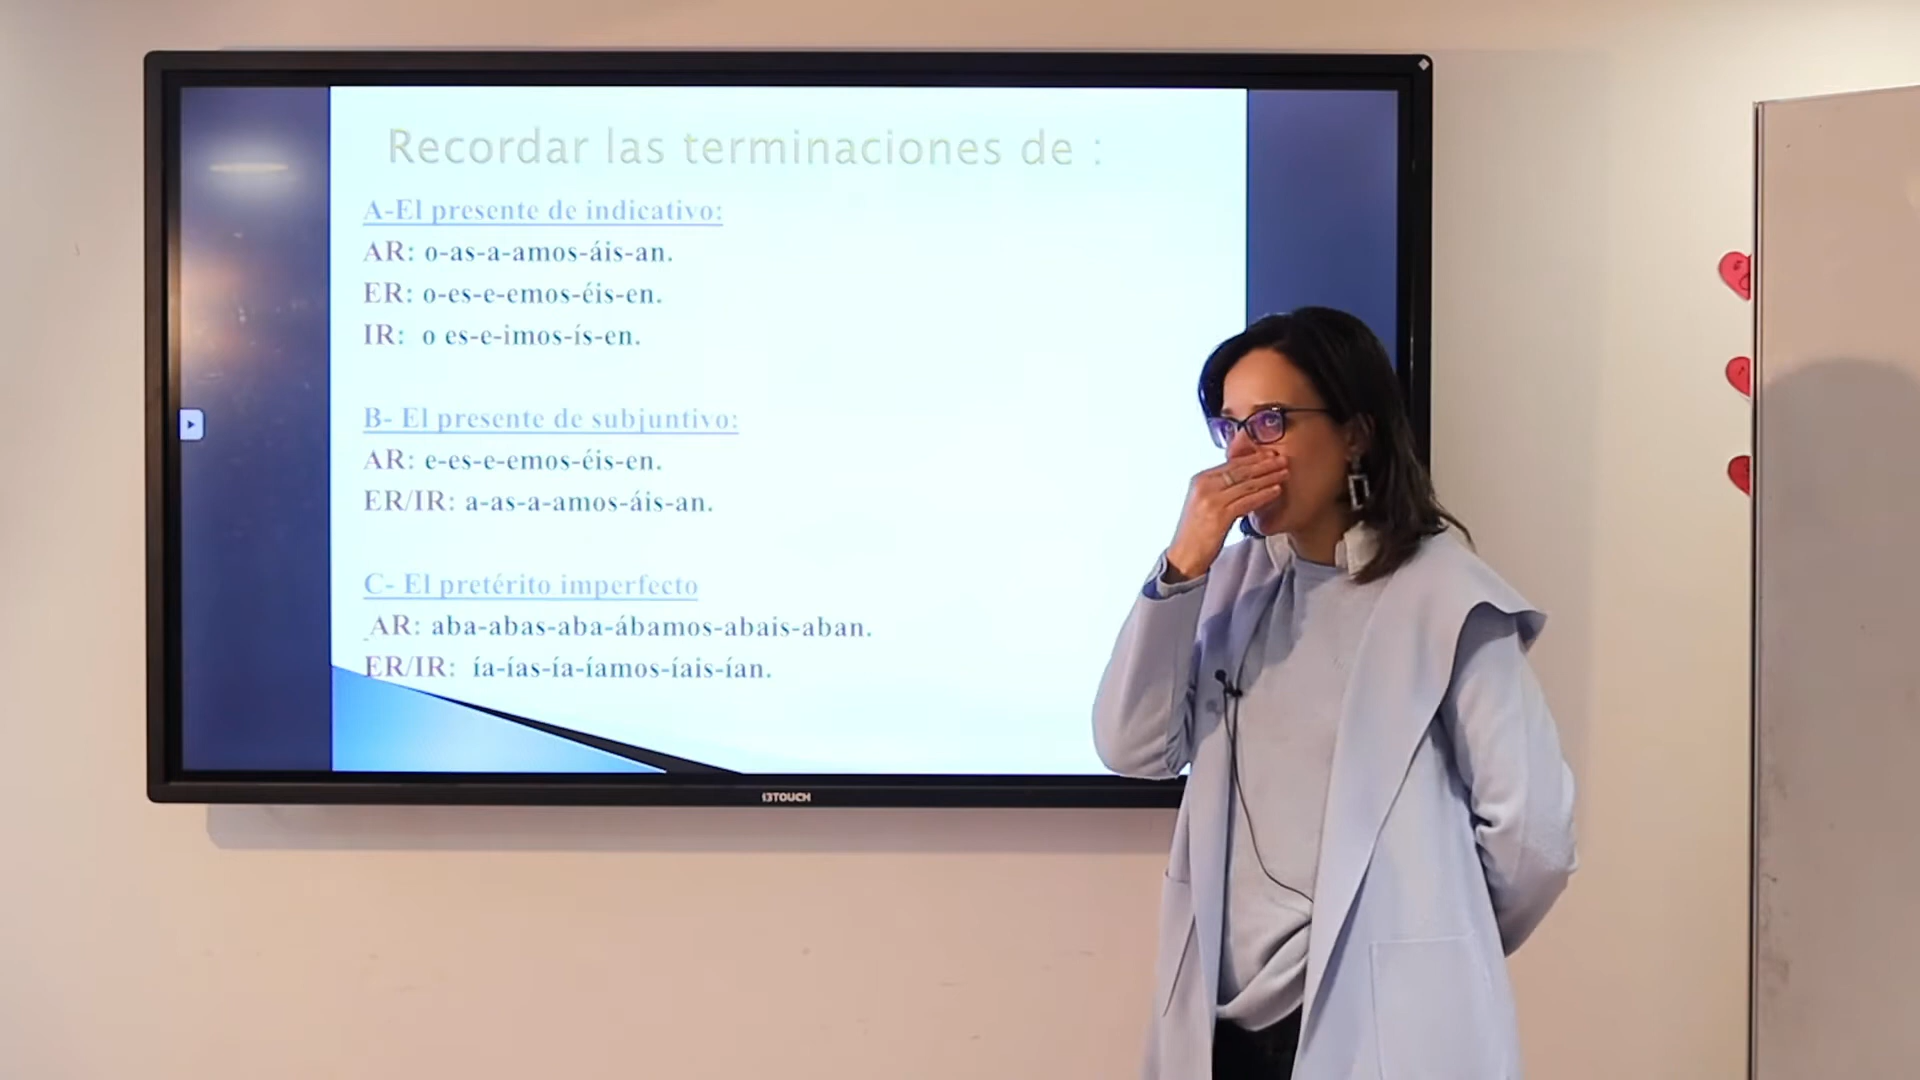 Recordar las terminaciones de :
A-El presente de indicativo:
AR: o-as-a-amos-áis-an.
ER: o-es-e-emos-éis-en.
IR: o es-e-imos-ís-en.
B- El presente de subjuntivo:
AR: e-es-e-emos-éis-en.
ER/IR: a-as-a-amos-áis-an.
C- El pretérito imperfecto
AR: aba-abas-aba-ábamos-abais-aban.
ER/IR: ía-ías-ía-íamos-íais-ían.
i3TOUCH